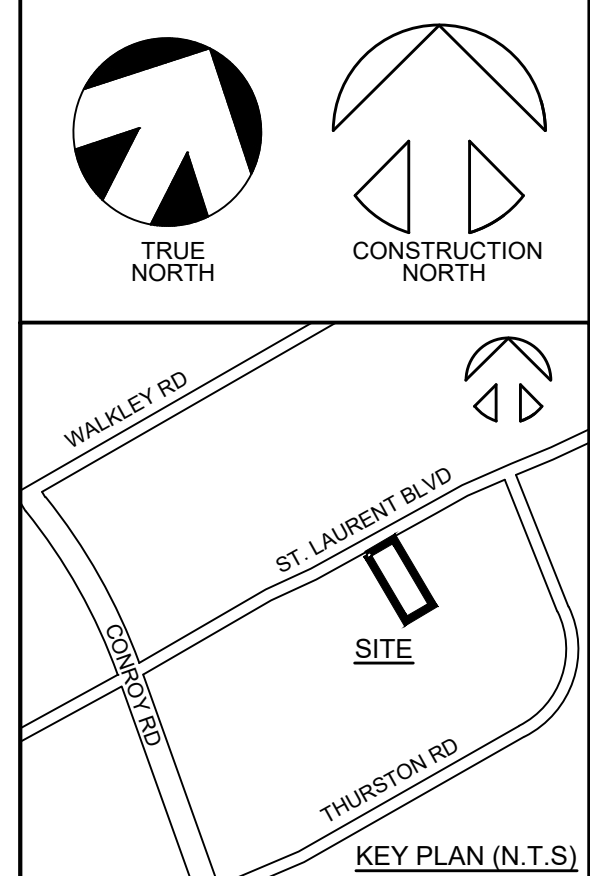 TRUE
NORTH
CONSTRUCTION
NORTH
WALKLEY RD
ST. LAURENT BLVD
SITE
CONROY RD
THURSTON RD
KEY PLAN (N.T.S)